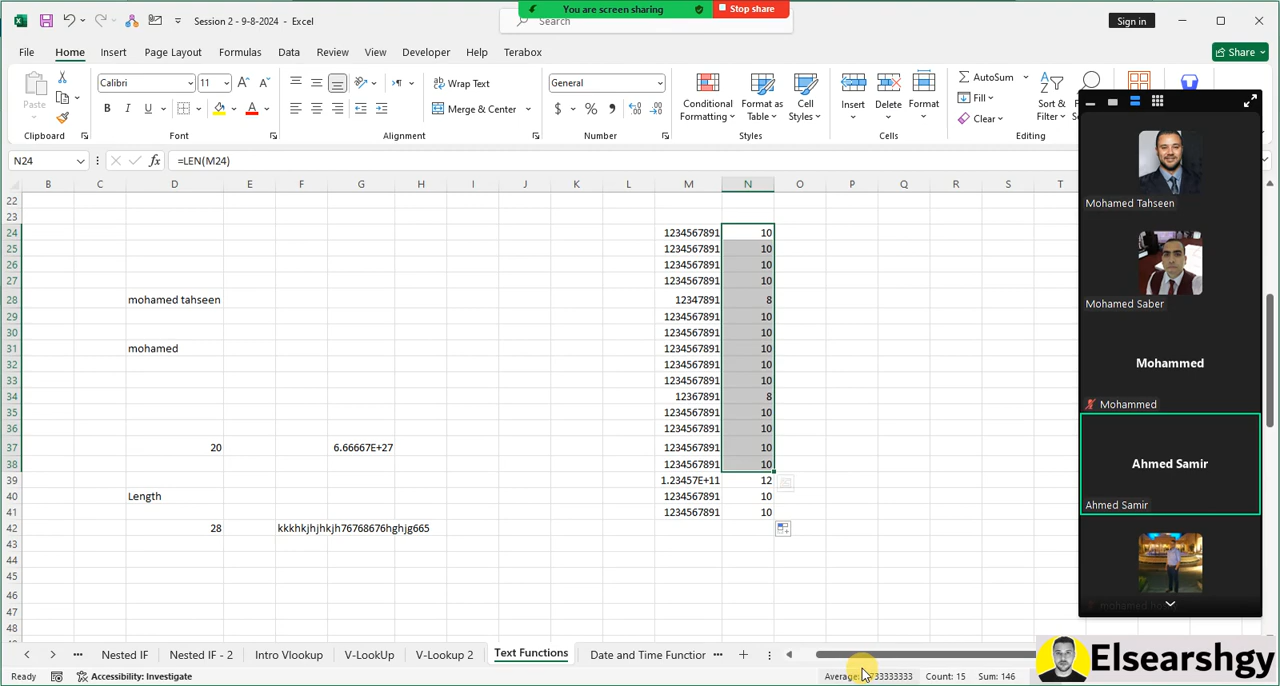 You are screen sharing
Stop share
Session 2 - 9-8-2024 - Excel
Search
Sign in
File Home Insert Page Layout Formulas Data Review View Developer Help Terabox
Share
Paste
Calibri 11
Wrap Text
General
Merge & Center
Conditional Formatting
Format as Table
Cell Styles
Insert Delete Format
AutoSum
Fill
Clear
Sort & Filter
Clipboard Font Alignment Number Styles Cells Editing
N24 =LEN(M24)
B C D E F G H I J K L M N O P Q R S T
22
23
24 1234567891 10
25 1234567891 10
26 1234567891 10
27 1234567891 10
28 mohamed tahseen 12347891 8
29 1234567891 10
30 1234567891 10
31 mohamed 1234567891 10
32 1234567891 10
33 1234567891 10
34 12367891 8
35 1234567891 10
36 1234567891 10
37 20 6.66667E+27 1234567891 10
38 1234567891 10
39 1.23457E+11 12
40 Length 1234567891 10
41 1234567891 10
42 28 kkkhkjhjhkjh76768676hghjg665
43
44
45
46
47
48
Mohamed Tahseen
Mohamed Saber
Mohammed
Mohammed
Ahmed Samir
Ahmed Samir
Nested IF Nested IF - 2 Intro Vlookup V-LookUp V-Lookup 2 Text Functions Date and Time Functior
Ready Accessibility: Investigate Count: 15 Sum: 146
Elsearshgy